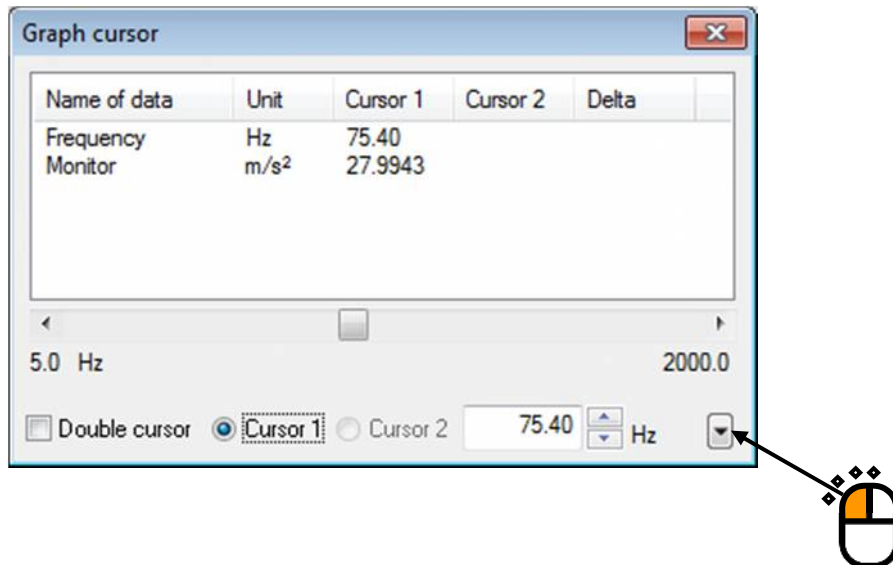 Graph cursor
Name of data Unit Cursor 1 Cursor 2 Delta
Frequency Hz 75.40
Monitor m/s² 27.9943
5.0 Hz 2000.0
Double cursor Cursor 1 Cursor 2 75.40 Hz